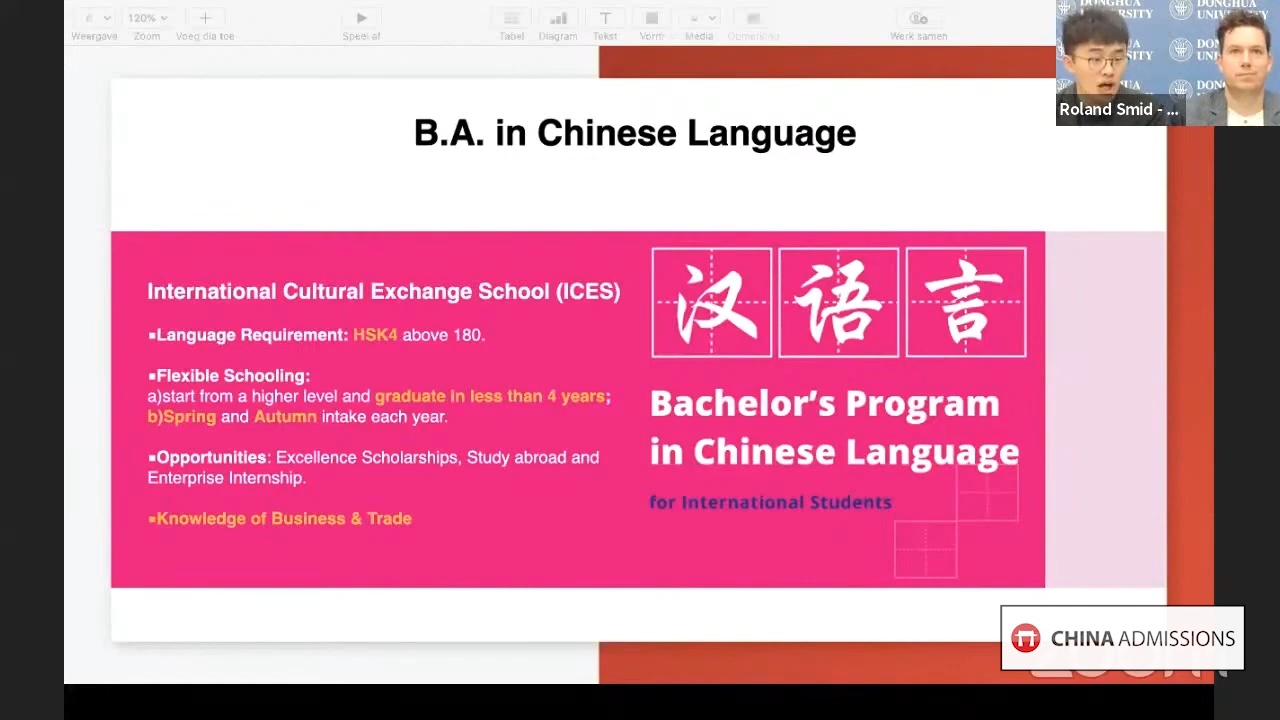 120%
Weergave
Zoom
Voeg dia toe
Speel af
Tabel
Diagram
Tekst
Vorm
Media
Opmerking
Werk samen
DONGHUA
UNIVERSITY
Roland Smid - ...
B.A. in Chinese Language
International Cultural Exchange School (ICES)
▪Language Requirement: HSK4 above 180.
▪Flexible Schooling:
a)start from a higher level and graduate in less than 4 years;
b)Spring and Autumn intake each year.
▪Opportunities: Excellence Scholarships, Study abroad and
Enterprise Internship.
▪Knowledge of Business & Trade
汉语言
Bachelor’s Program
in Chinese Language
for International Students
CHINA ADMISSIONS
zoom